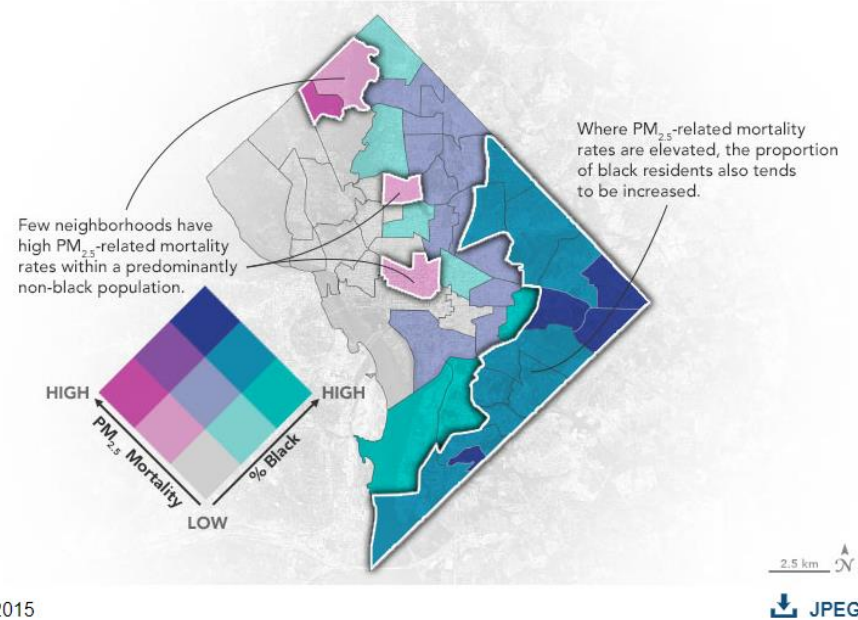 Where PM2.5-related mortality
rates are elevated, the proportion
of black residents also tends
to be increased.
Few neighborhoods have
high PM2.5-related mortality
rates within a predominantly
non-black population.
HIGH
HIGH
PM2.5 Mortality
% Black
LOW
2.5 km
N
2015
JPEG